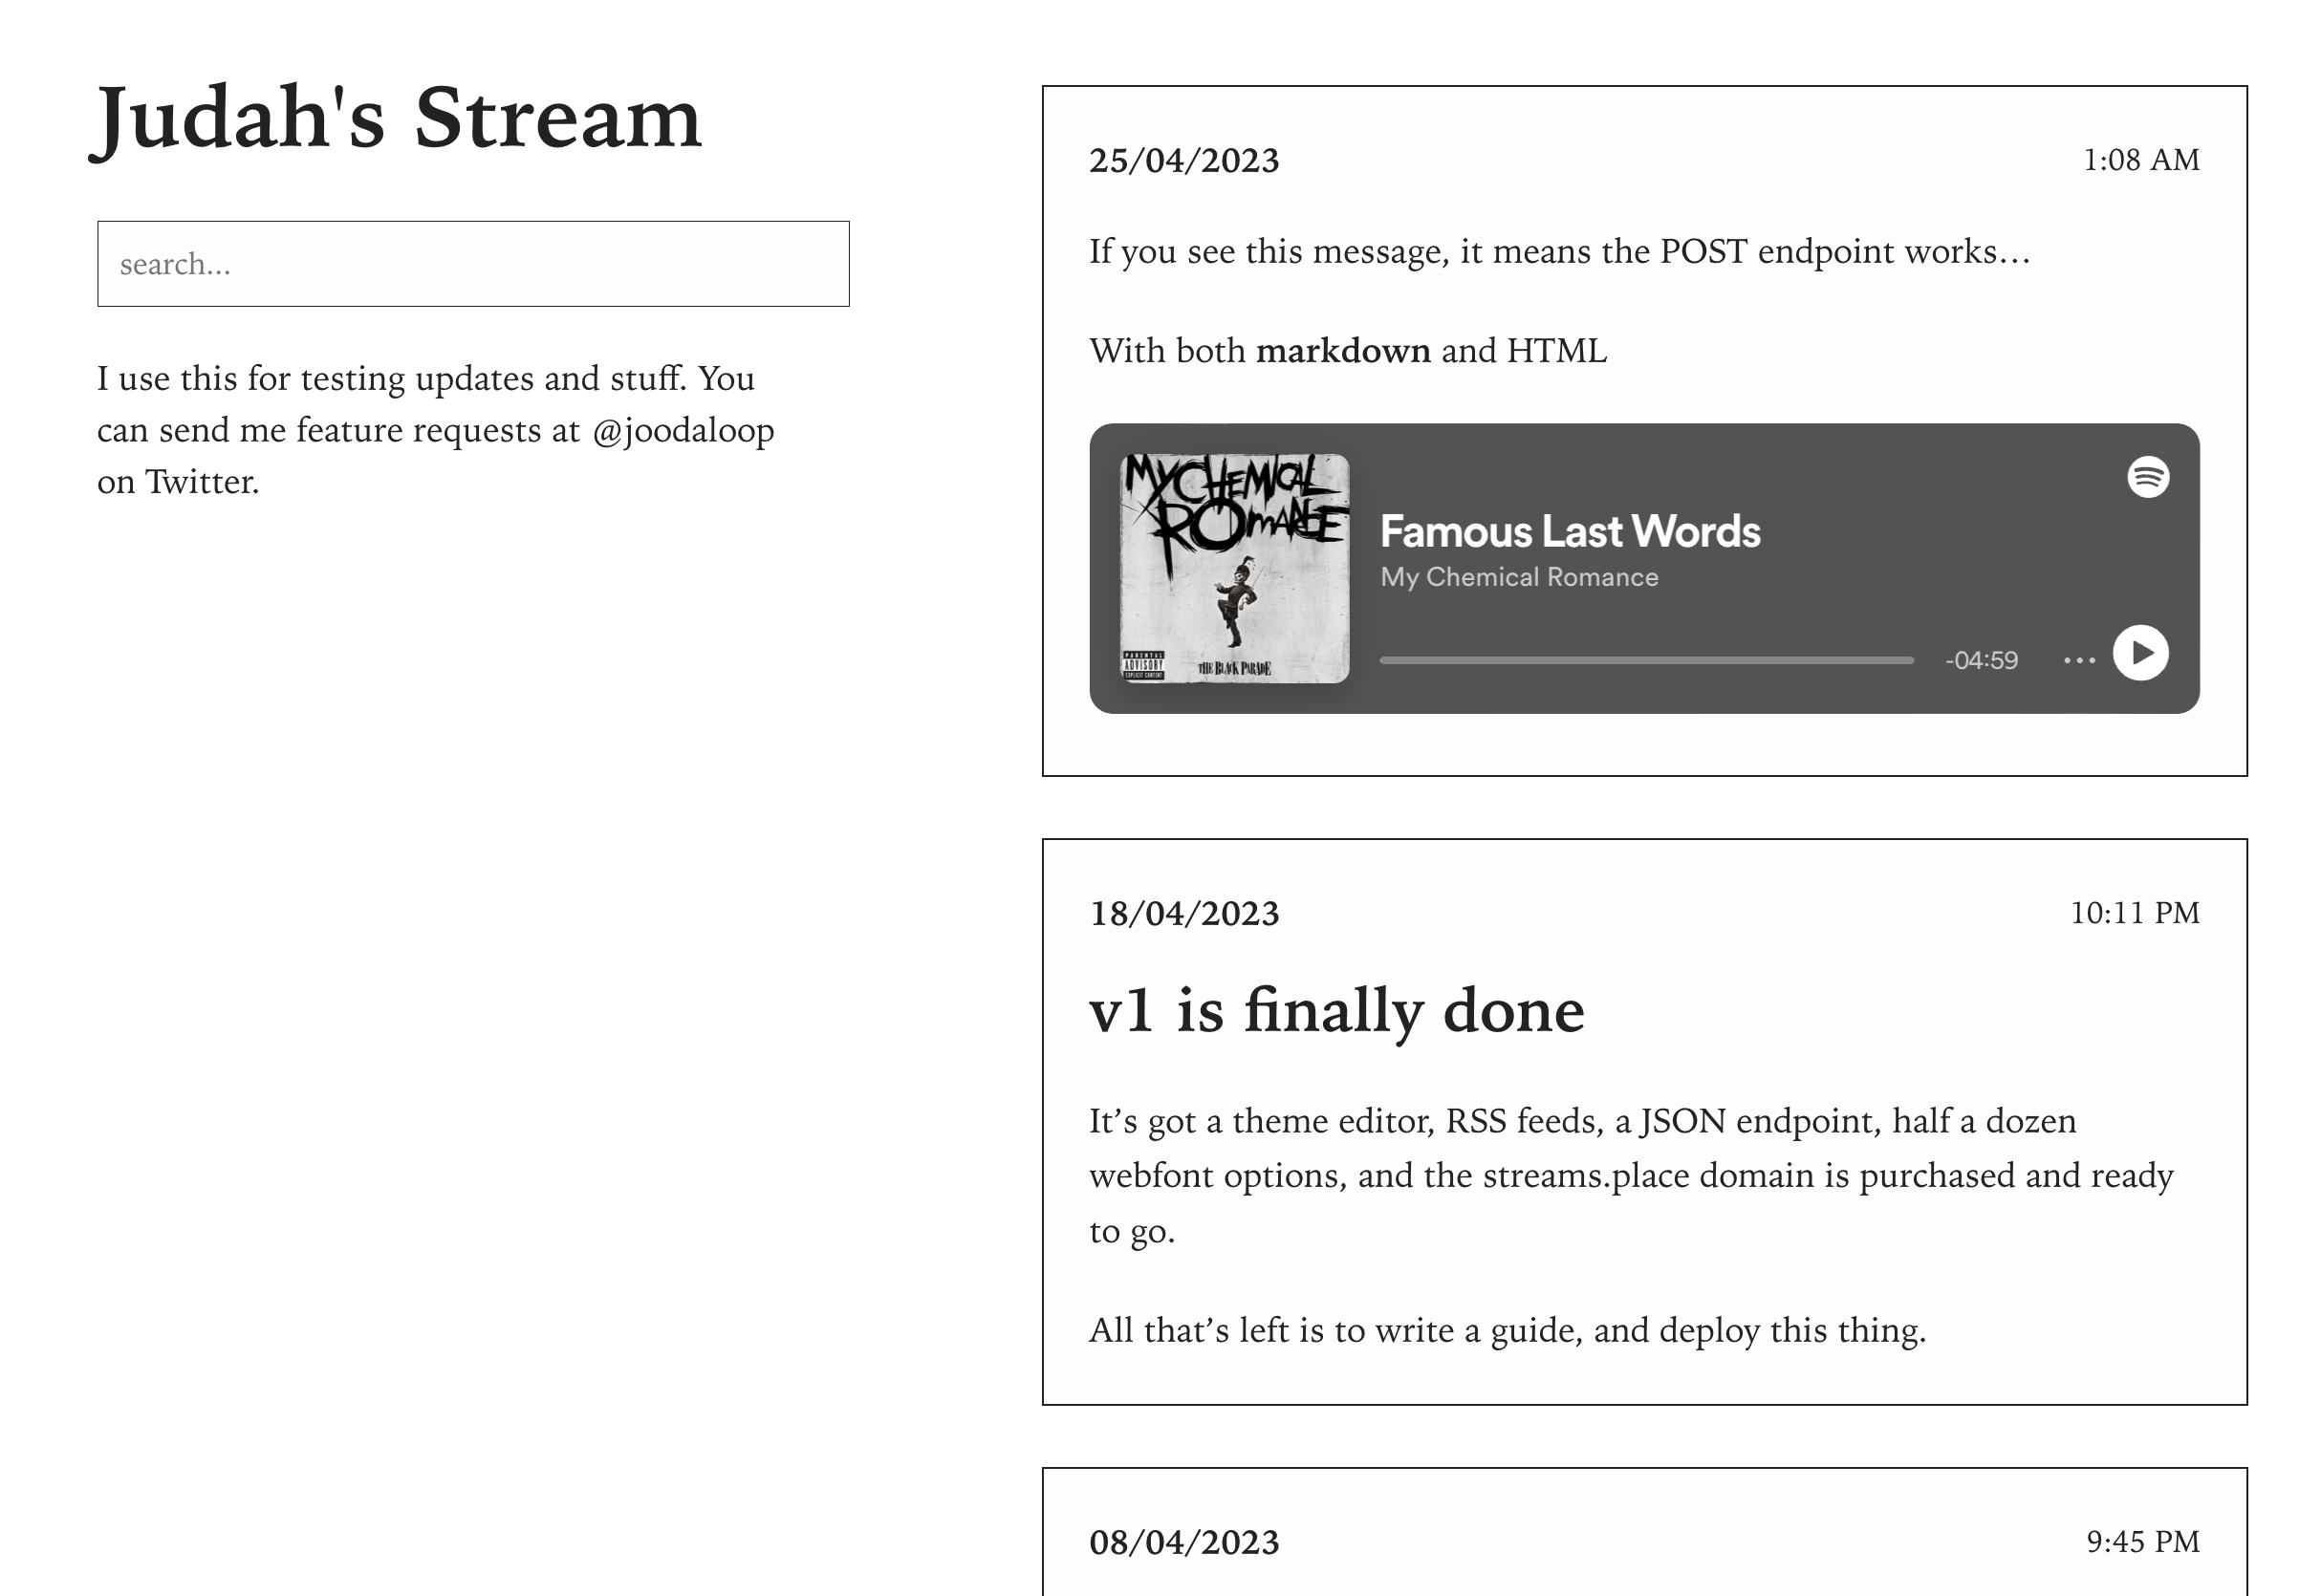 Judah's Stream
search...
I use this for testing updates and stuff. You
can send me feature requests at @joodaloop
on Twitter.
25/04/2023
1:08 AM
If you see this message, it means the POST endpoint works…
With both markdown and HTML
MY CHEMICAL
ROMANCE
PARENTAL
ADVISORY
EXPLICIT CONTENT
THE BLACK PARADE
Famous Last Words
My Chemical Romance
-04:59
18/04/2023
10:11 PM
v1 is finally done
It’s got a theme editor, RSS feeds, a JSON endpoint, half a dozen
webfont options, and the streams.place domain is purchased and ready
to go.
All that’s left is to write a guide, and deploy this thing.
08/04/2023
9:45 PM